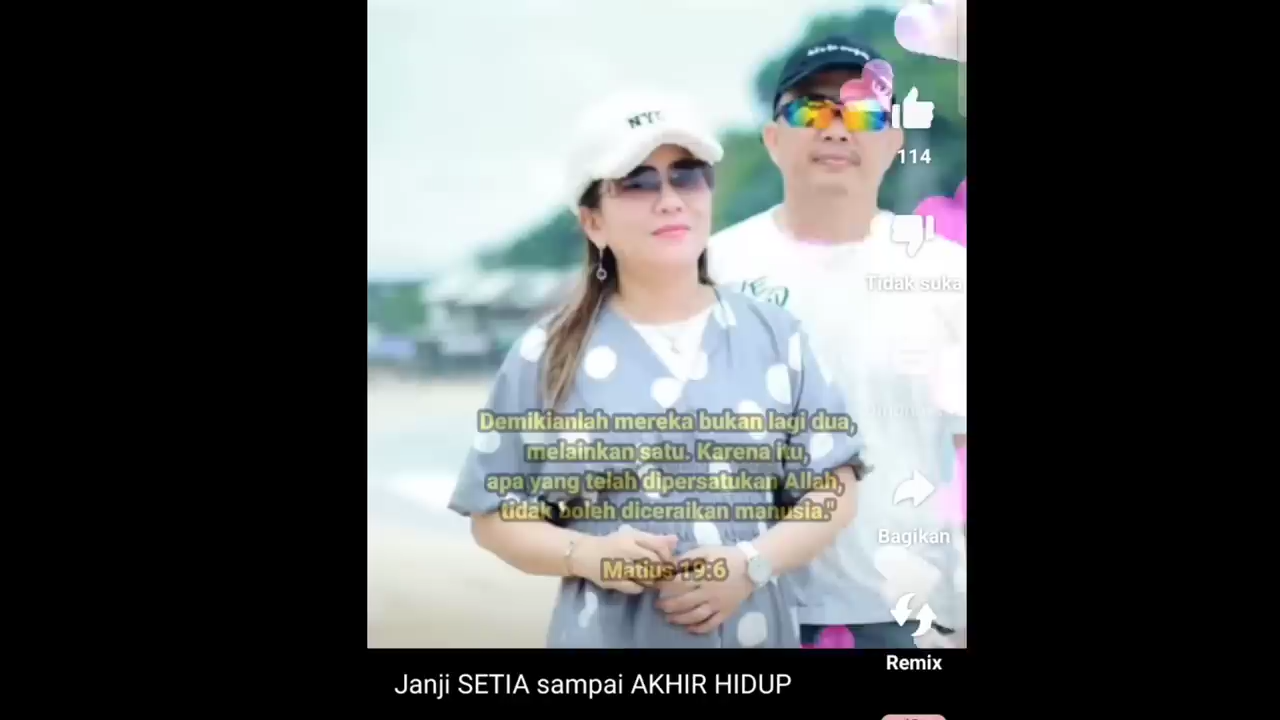 NY
114
Tidak suka
Demikianlah mereka bukan lagi dua,
melainkan satu. Karena itu,
apa yang telah dipersatukan Allah,
tidak boleh diceraikan manusia."
Matius 19:6
Bagikan
Remix
Janji SETIA sampai AKHIR HIDUP